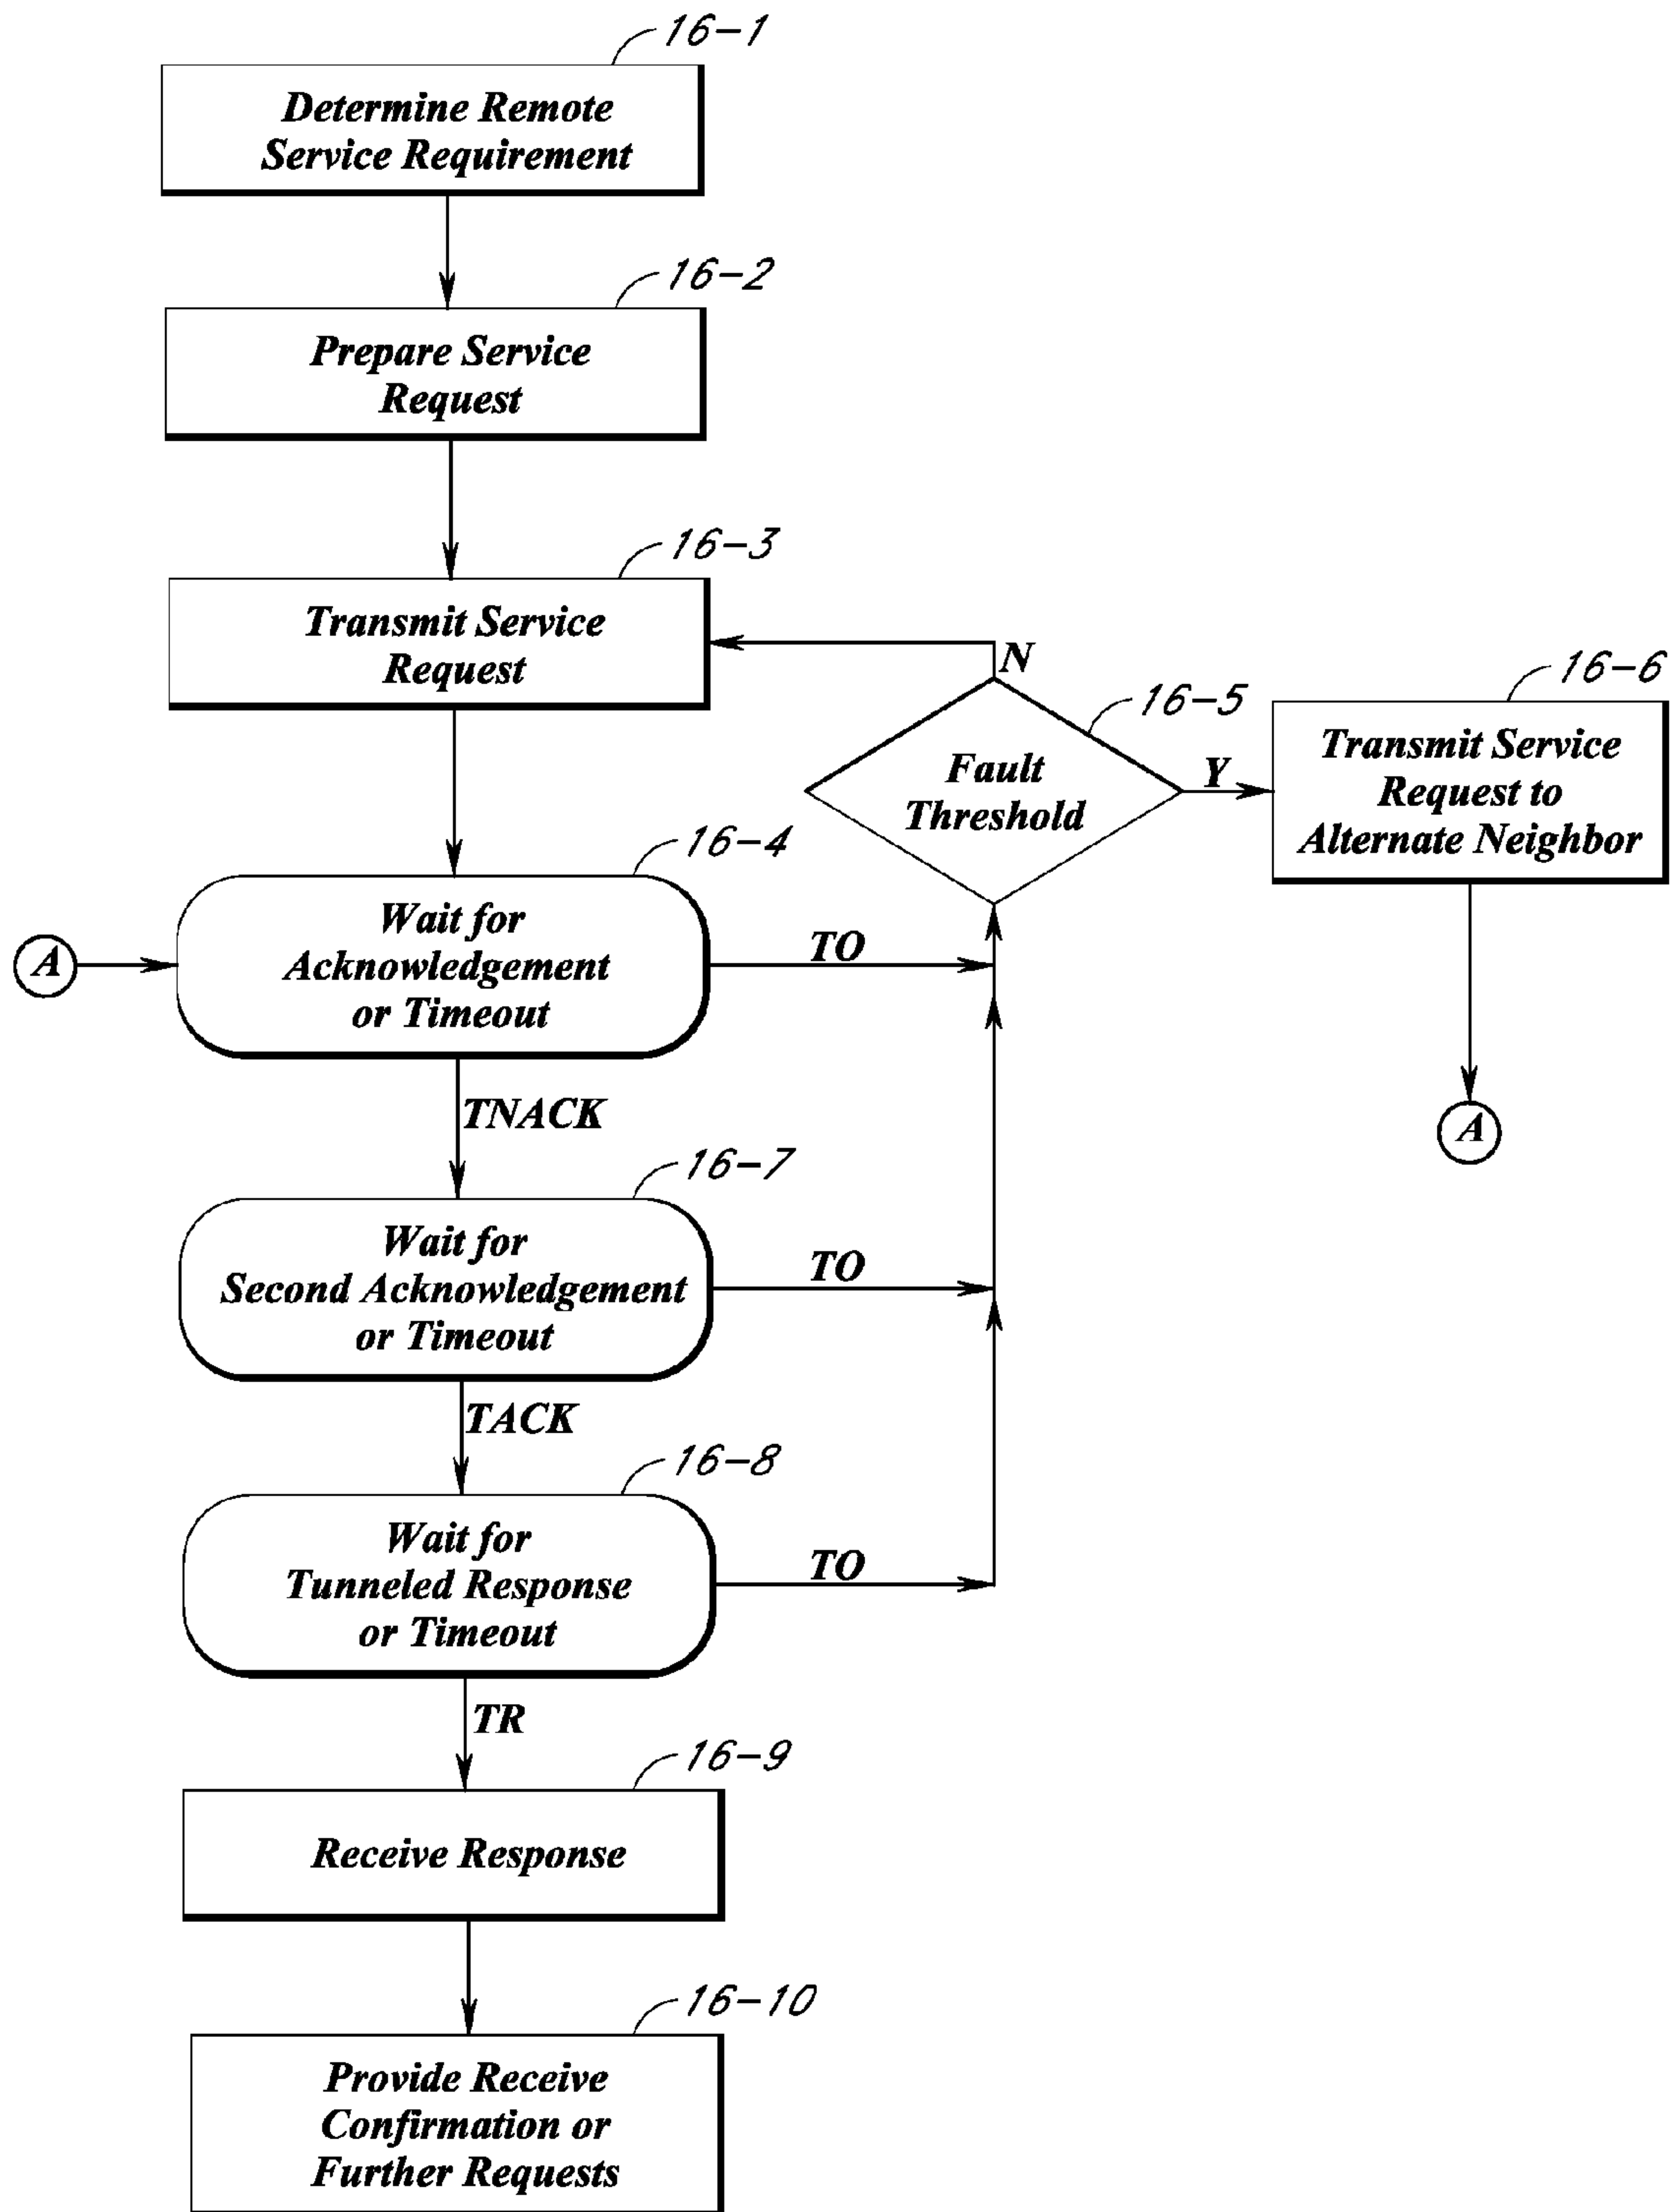 16-1
Determine Remote
Service Requirement
16-2
Prepare Service
Request
16-3
Transmit Service
Request
N
16-5
Fault
Threshold
Y
16-6
Transmit Service
Request to
Alternate Neighbor
A
16-4
Wait for
Acknowledgement
or Timeout
A
TO
TNACK
16-7
Wait for
Second Acknowledgement
or Timeout
TO
TACK
16-8
Wait for
Tunneled Response
or Timeout
TO
TR
16-9
Receive Response
16-10
Provide Receive
Confirmation or
Further Requests